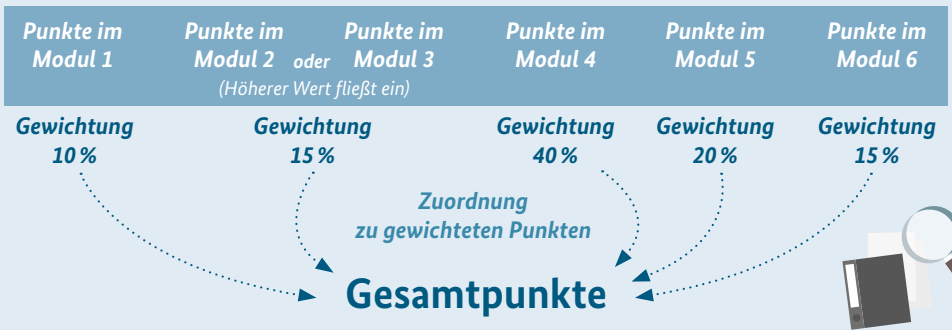 Punkte im
Modul 1
Punkte im
Modul 2
oder
Punkte im
Modul 3
(Höherer Wert fließt ein)
Punkte im
Modul 4
Punkte im
Modul 5
Punkte im
Modul 6
Gewichtung
10 %
Gewichtung
15 %
Gewichtung
40 %
Gewichtung
20 %
Gewichtung
15 %
Zuordnung
zu gewichteten Punkten
Gesamtpunkte